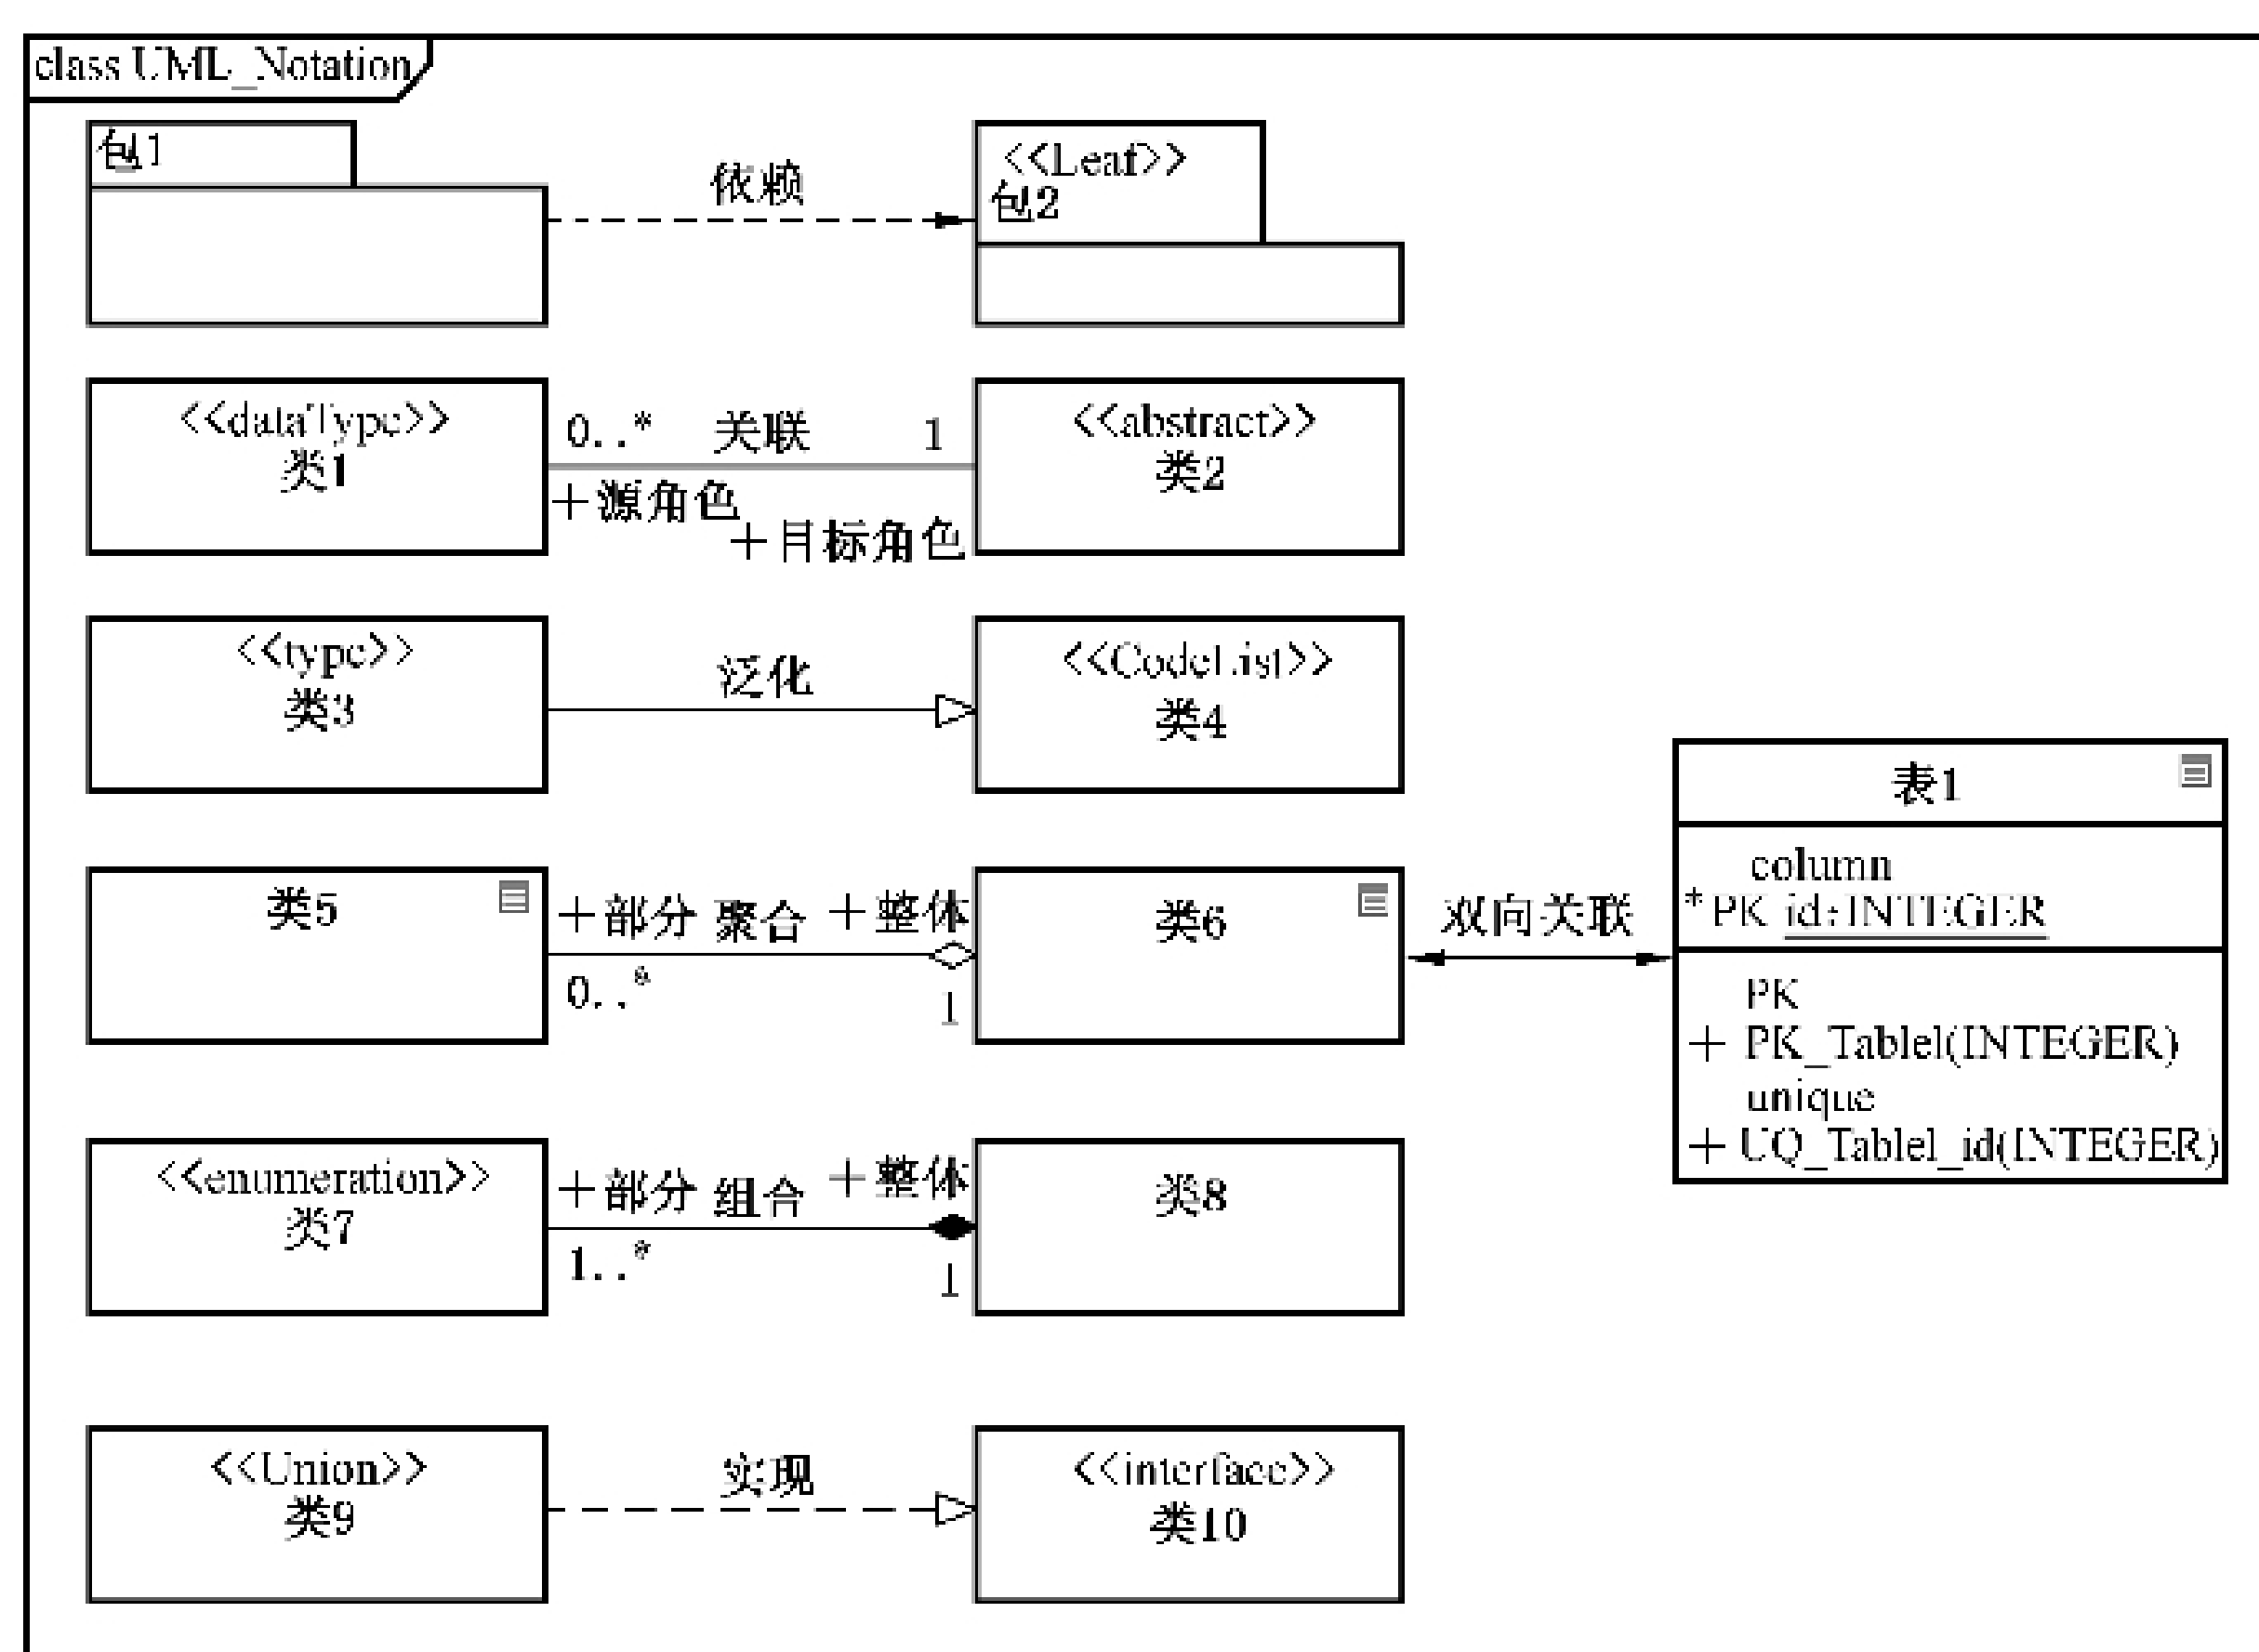 class UML_Notation
包1
依赖
<<Leaf>>
包2
<<dataType>>
类1
0..*
关联
1
+源角色
+目标角色
<<abstract>>
类2
<<type>>
类3
泛化
<<CodeList>>
类4
类5
+部分
聚合
+整体
0..*
1
类6
双向关联
表1
column
*PK id:INTEGER
PK
+ PK_Table1(INTEGER)
unique
+ UQ_Table1_id(INTEGER)
<<enumeration>>
类7
+部分
组合
+整体
1..*
1
类8
<<Union>>
类9
实现
<<interface>>
类10